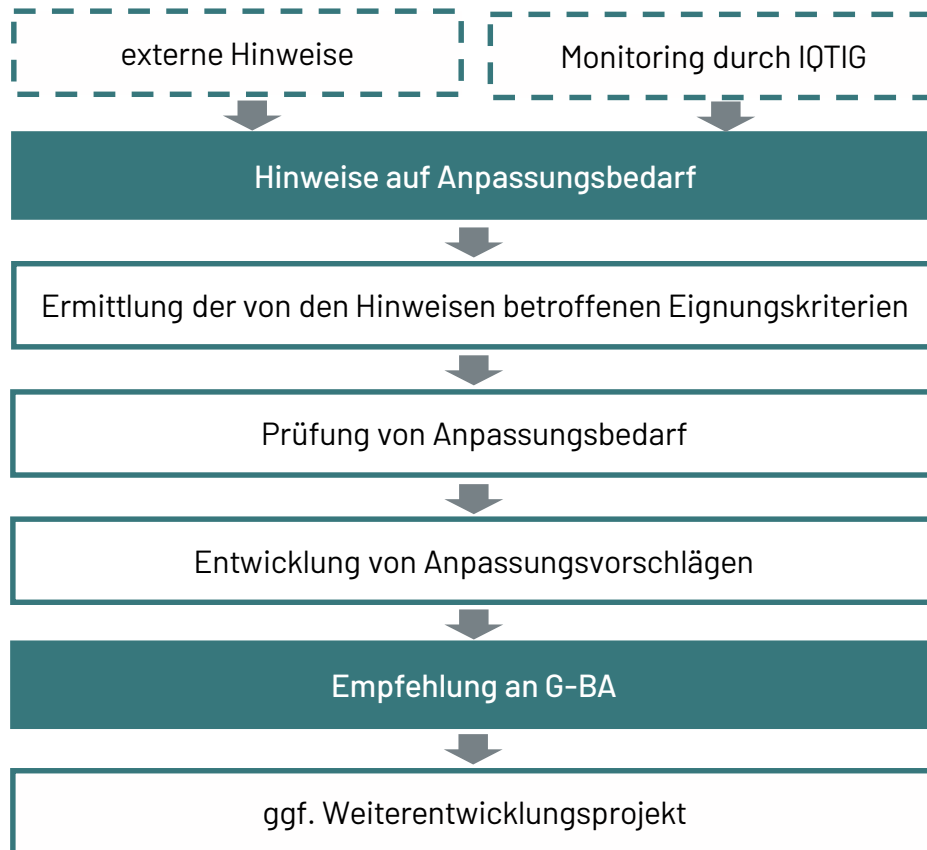 externe Hinweise
Monitoring durch IQTIG
Hinweise auf Anpassungsbedarf
Ermittlung der von den Hinweisen betroffenen Eignungskriterien
Prüfung von Anpassungsbedarf
Entwicklung von Anpassungsvorschlägen
Empfehlung an G-BA
ggf. Weiterentwicklungsprojekt